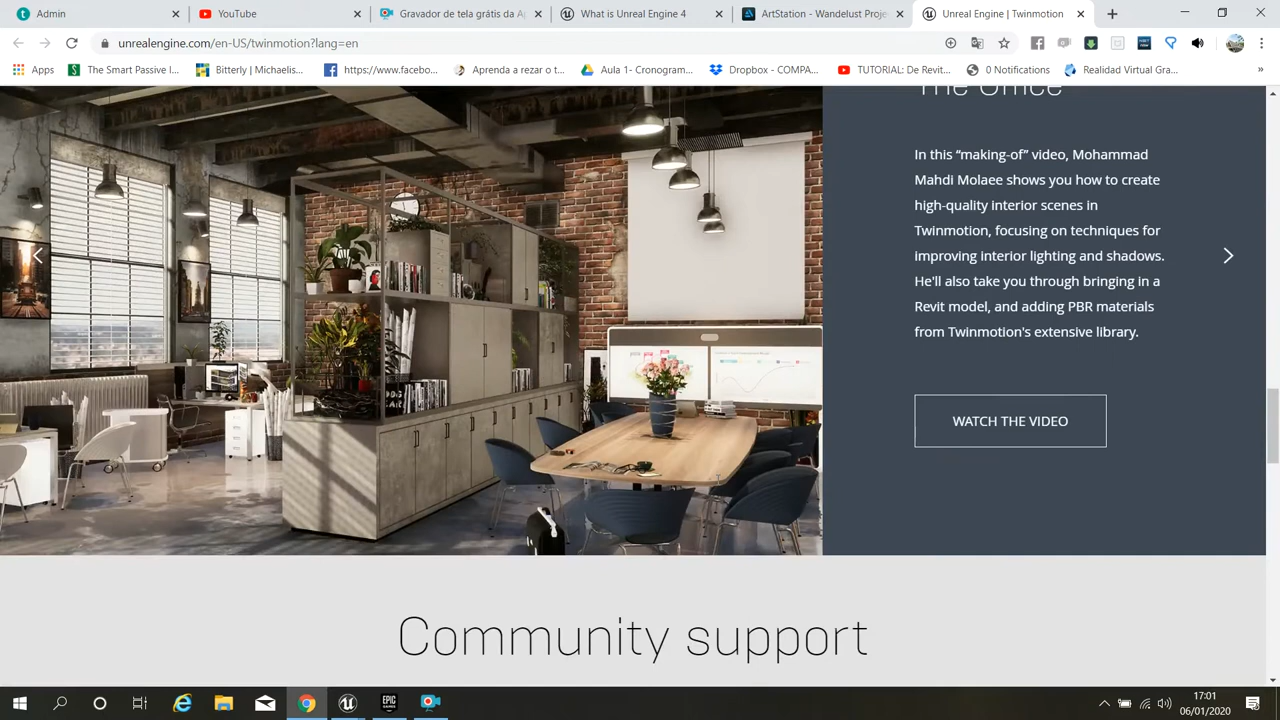 Admin
YouTube
Gravador de tela grátis da Ap
What is Unreal Engine 4
ArtStation - Wandelust Proje
Unreal Engine | Twinmotion
unrealengine.com/en-US/twinmotion?lang=en
Apps
The Smart Passive I...
Bitterly | Michaelis...
https://www.facebo...
Aprenda a rezar o t...
Aula 1- Cronogram...
Dropbox - COMPA...
TUTORIAL: De Revit...
0 Notifications
Realidad Virtual Gra...
»
The Office
In this “making-of” video, Mohammad
Mahdi Molaee shows you how to create
high-quality interior scenes in
Twinmotion, focusing on techniques for
improving interior lighting and shadows.
He'll also take you through bringing in a
Revit model, and adding PBR materials
from Twinmotion's extensive library.
WATCH THE VIDEO
Community support
EPIC
GAMES
17:01
06/01/2020